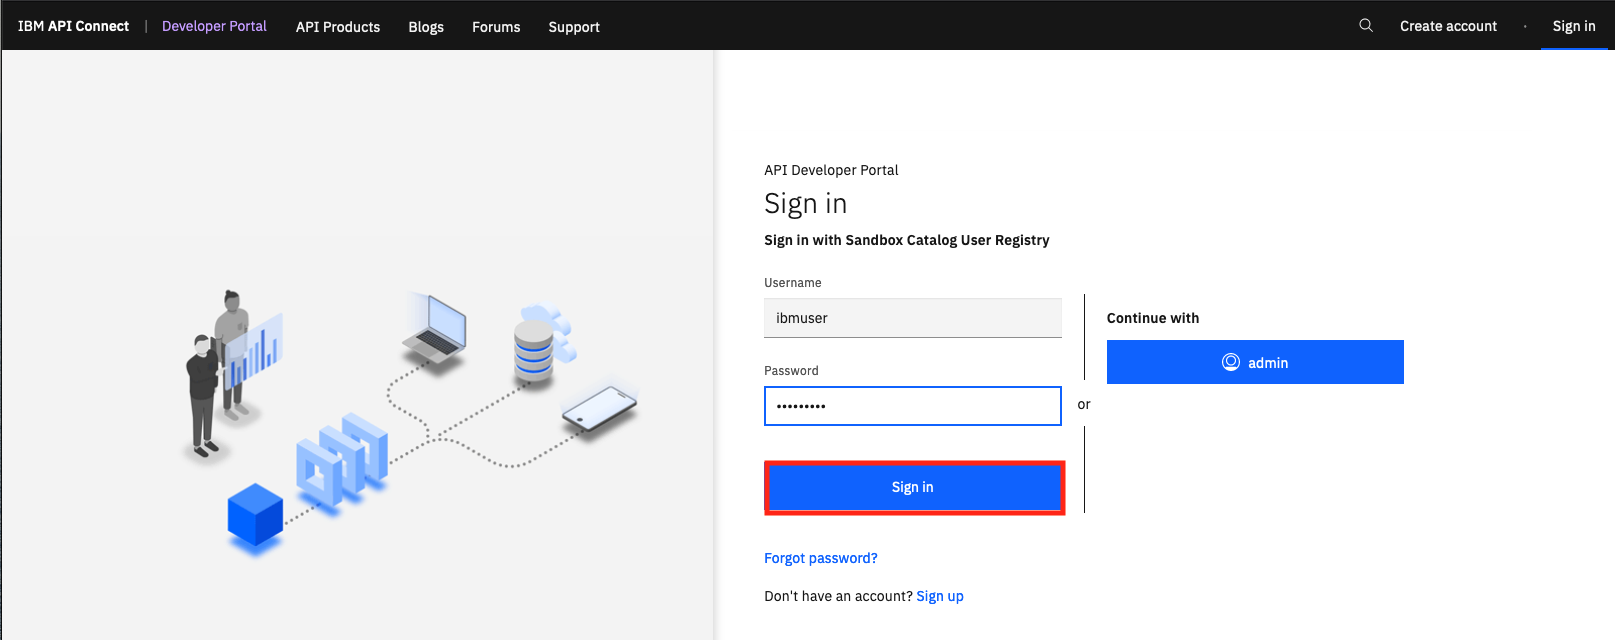 IBM API Connect | Developer Portal API Products Blogs Forums Support Create account · Sign in
API Developer Portal
Sign in
Sign in with Sandbox Catalog User Registry
Username
ibmuser
Password
•••••••••
Sign in
Forgot password?
Don't have an account? Sign up
or
Continue with
admin